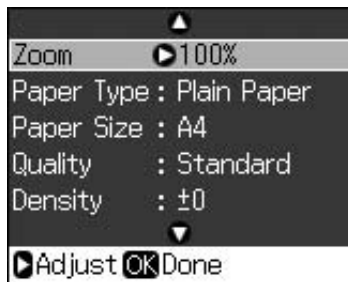 Zoom 100%
Paper Type : Plain Paper
Paper Size : A4
Quality : Standard
Density : ±0
Adjust OK Done